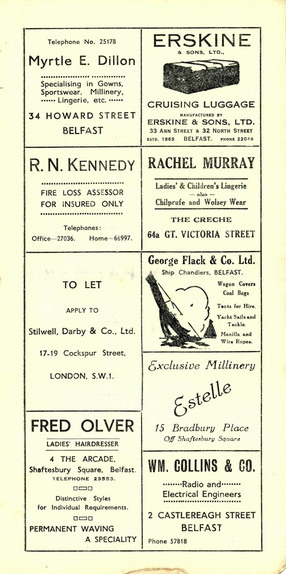 Telephone No. 25178
Myrtle E. Dillon
Specialising in Gowns,
Sportswear, Millinery,
Lingerie, etc.
34 HOWARD STREET
BELFAST
ERSKINE
& SONS, LTD.,
CRUISING LUGGAGE
MANUFACTURED BY
ERSKINE & SONS, LTD.
33 ANN STREET & 32 NORTH STREET
ESTD. 1869 BELFAST. PHONE 22048
R. N. KENNEDY
FIRE LOSS ASSESSOR
FOR INSURED ONLY
Telephones:
Office—27036. Home—66997.
RACHEL MURRAY
Ladies' & Children's Lingerie
— also —
Chilprufe and Wolsey Wear
THE CRECHE
64a GT. VICTORIA STREET
TO LET
APPLY TO
Stilwell, Darby & Co., Ltd.
17-19 Cockspur Street,
LONDON, S.W.1.
George Flack & Co. Ltd.
Ship Chandlers, BELFAST.
Wagon Covers
Coal Bags
Tents for Hire.
Yacht Sails and
Tackle.
Manilla and
Wire Ropes.
Exclusive Millinery
Estelle
15 Bradbury Place
Off Shaftesbury Square
FRED OLVER
LADIES' HAIRDRESSER
4 THE ARCADE,
Shaftesbury Square, Belfast.
TELEPHONE 23553.
Distinctive Styles
for Individual Requirements.
PERMANENT WAVING
A SPECIALITY
WM. COLLINS & CO.
Radio and
Electrical Engineers
2 CASTLEREAGH STREET
BELFAST
Phone 57818